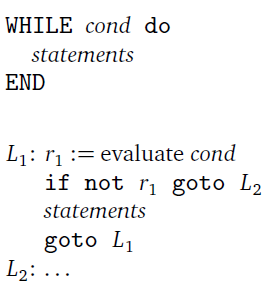 WHILE cond do
statements
END
L₁: r₁ := evaluate cond
if not r₁ goto L₂
statements
goto L₁
L₂: ...